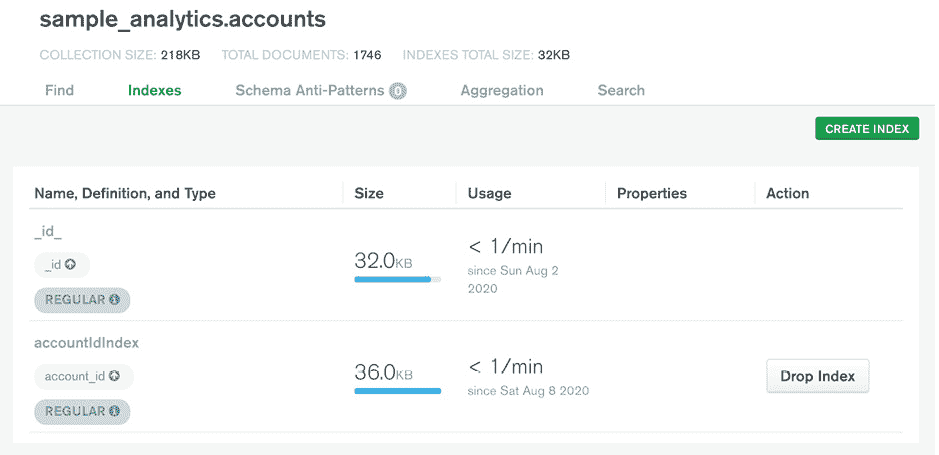 sample_analytics.accounts
COLLECTION SIZE: 218KB TOTAL DOCUMENTS: 1746 INDEXES TOTAL SIZE: 32KB
Find Indexes Schema Anti-Patterns 0 Aggregation Search
CREATE INDEX
Name, Definition, and Type Size Usage Properties Action
_id_
_id
REGULAR
32.0KB
< 1/min
since Sun Aug 2
2020
accountIdIndex
account_id
REGULAR
36.0KB
< 1/min
since Sat Aug 8 2020
Drop Index